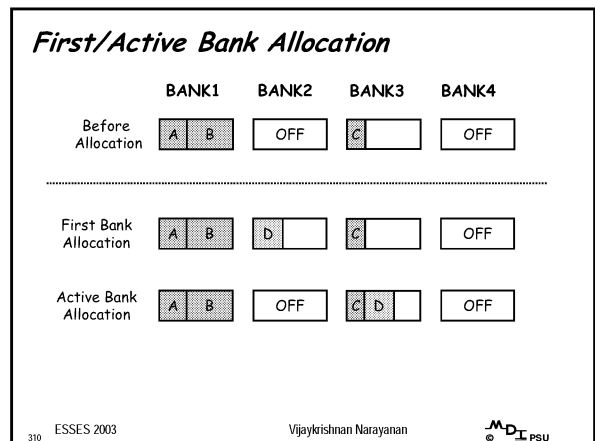 First/Active Bank Allocation
BANK1 BANK2 BANK3 BANK4
Before
Allocation
A B OFF C OFF
First Bank
Allocation
A B D C OFF
Active Bank
Allocation
A B OFF C D OFF
310 ESSES 2003 Vijaykrishnan Narayanan © MDI PSU